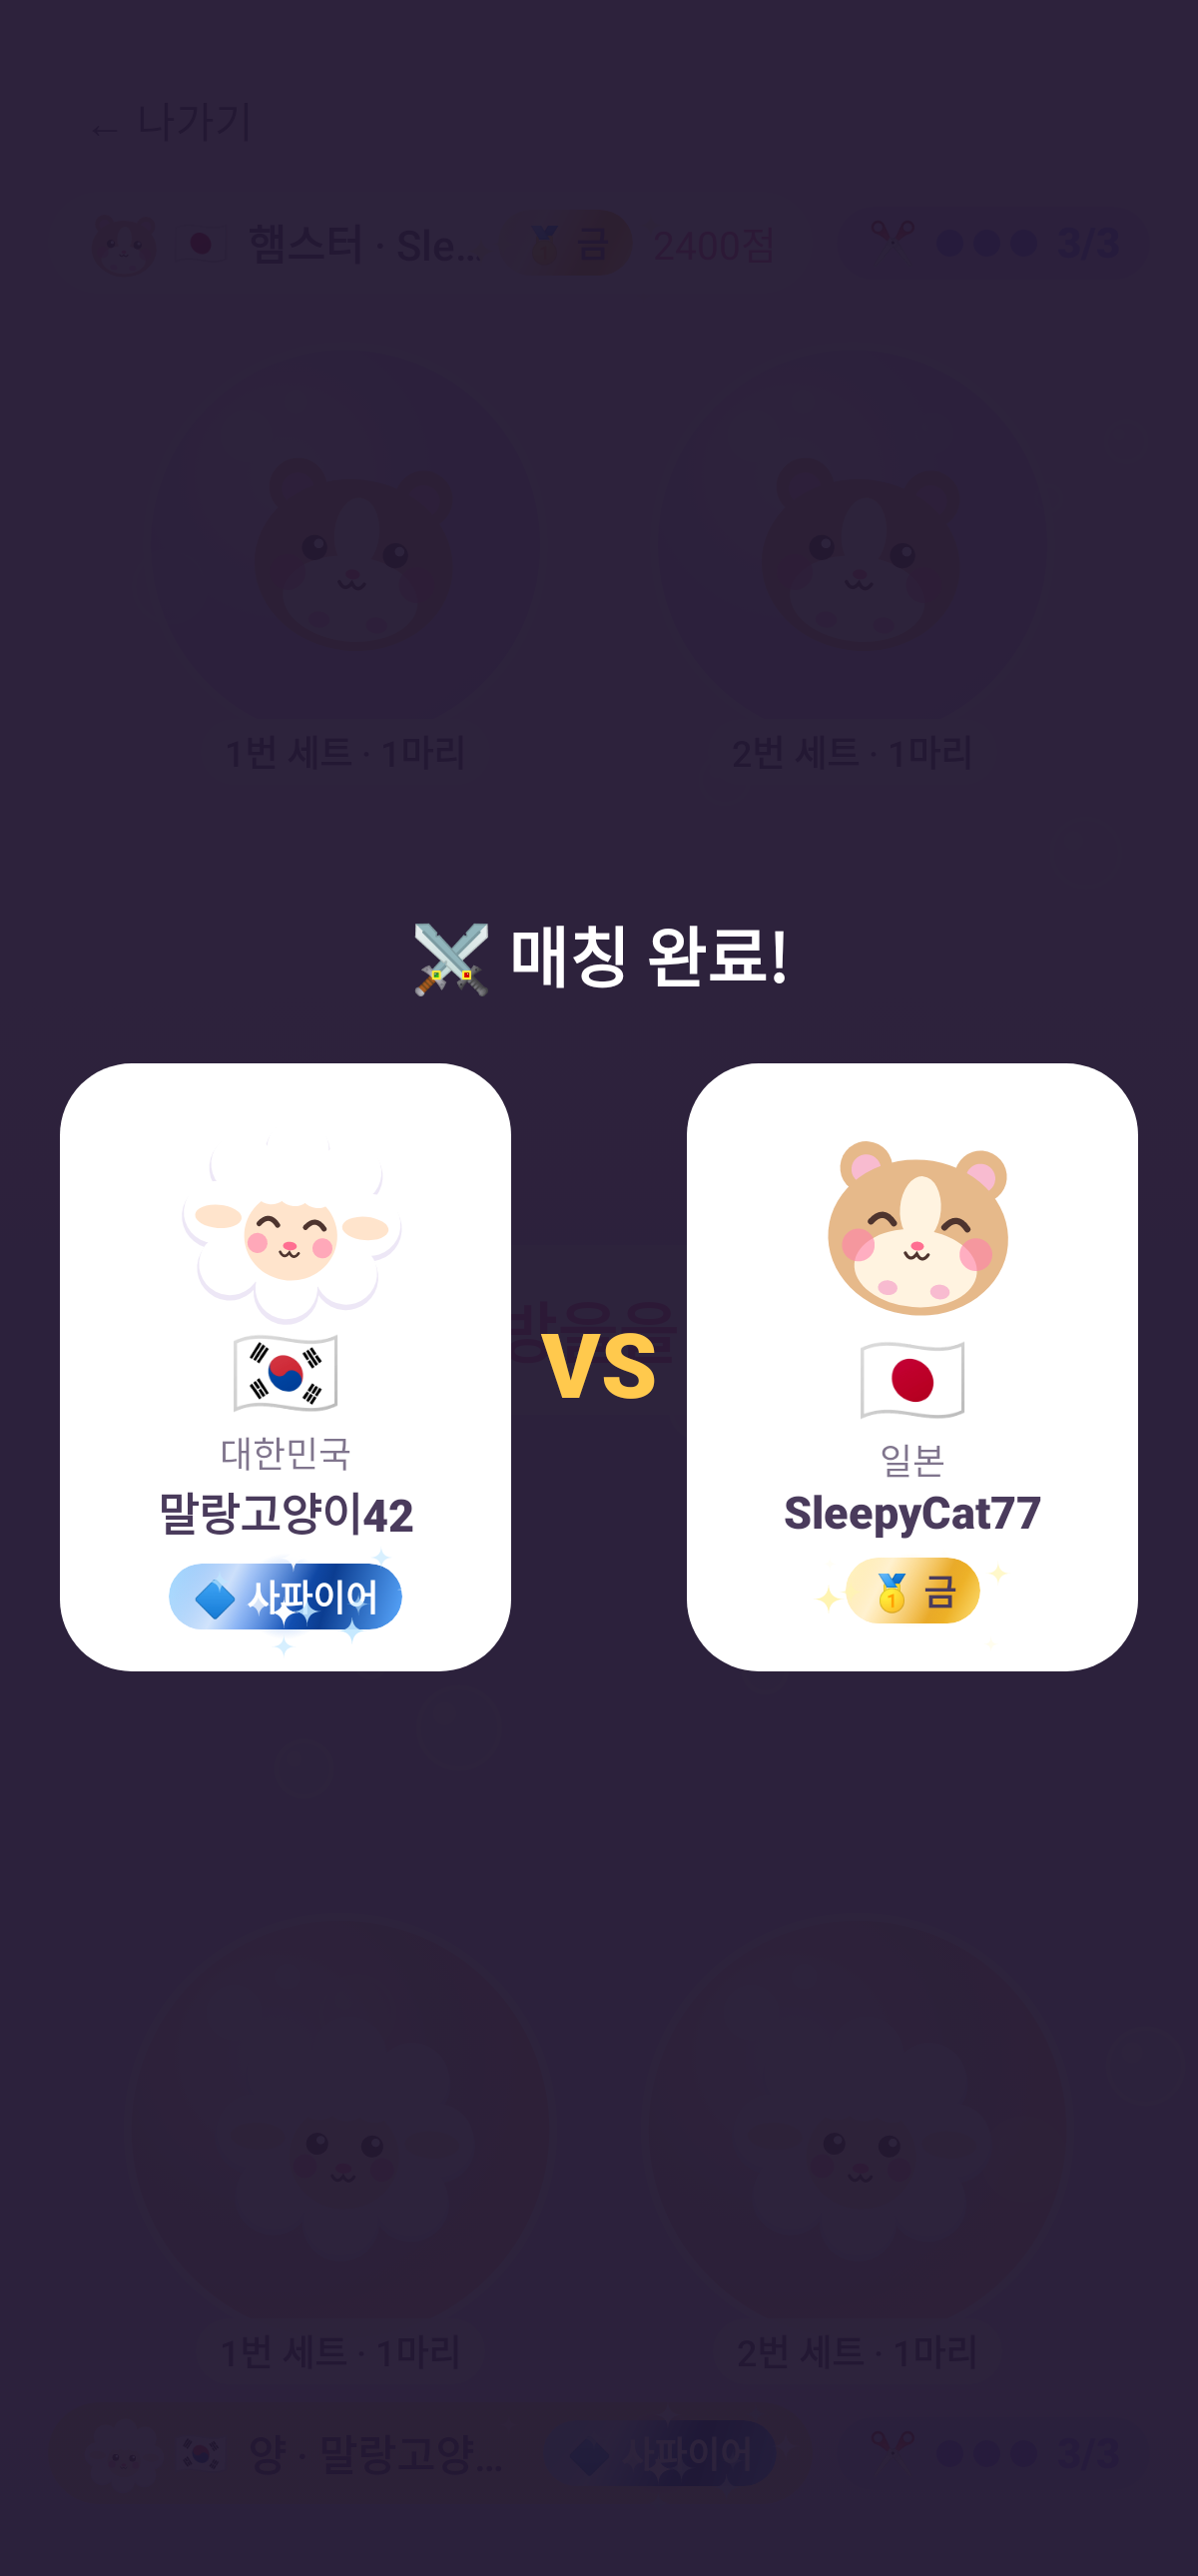 ← 나가기
햄스터 · Sle... 금 2400점 3/3
1번 세트 · 1마리 2번 세트 · 1마리
매칭 완료!
방울을
VS
대한민국
말랑고양이42
사파이어
일본
SleepyCat77
금
1번 세트 · 1마리 2번 세트 · 1마리
양 · 말랑고양... 사파이어 3/3